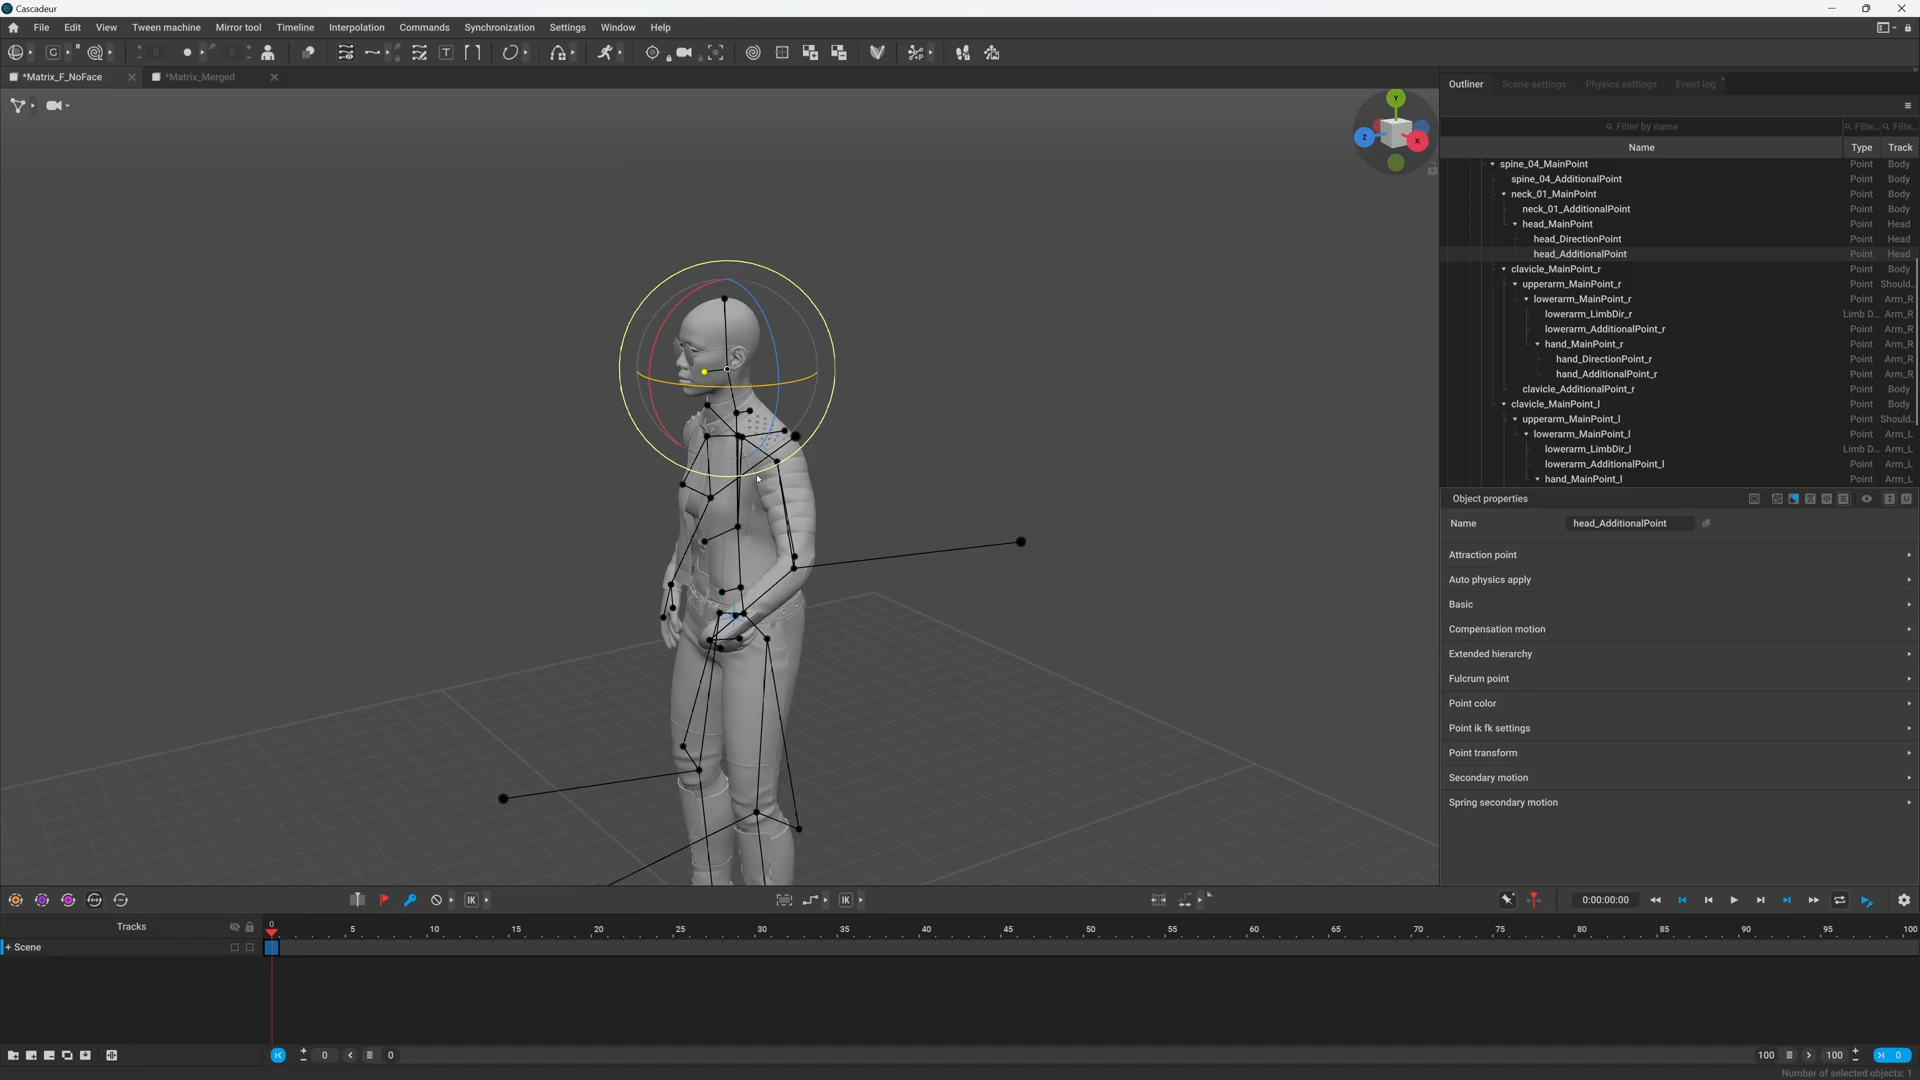 Cascadeur
File Edit View Tween machine Mirror tool Timeline Interpolation Commands Synchronization Settings Window Help
*Matrix_F_NoFace *Matrix_Merged
Y
Z
X
Outliner Scene settings Physics settings Event log
Filter by name Filte... Filte...
Name Type Track
spine_04_MainPoint Point Body
spine_04_AdditionalPoint Point Body
neck_01_MainPoint Point Body
neck_01_AdditionalPoint Point Body
head_MainPoint Point Head
head_DirectionPoint Point Head
head_AdditionalPoint Point Head
clavicle_MainPoint_r Point Body
upperarm_MainPoint_r Point Should...
lowerarm_MainPoint_r Point Arm_R
lowerarm_LimbDir_r Limb D... Arm_R
lowerarm_AdditionalPoint_r Point Arm_R
hand_MainPoint_r Point Arm_R
hand_DirectionPoint_r Point Arm_R
hand_AdditionalPoint_r Point Arm_R
clavicle_AdditionalPoint_r Point Body
clavicle_MainPoint_l Point Body
upperarm_MainPoint_l Point Should...
lowerarm_MainPoint_l Point Arm_L
lowerarm_LimbDir_l Limb D... Arm_L
lowerarm_AdditionalPoint_l Point Arm_L
hand_MainPoint_l Point Arm_L
Object properties
Name head_AdditionalPoint
Attraction point
Auto physics apply
Basic
Compensation motion
Extended hierarchy
Fulcrum point
Point color
Point ik fk settings
Point transform
Secondary motion
Spring secondary motion
IK IK 0:00:00:00
Tracks 0 5 10 15 20 25 30 35 40 45 50 55 60 65 70 75 80 85 90 95 100
+ Scene
0 0 100 100 0
Number of selected objects: 1